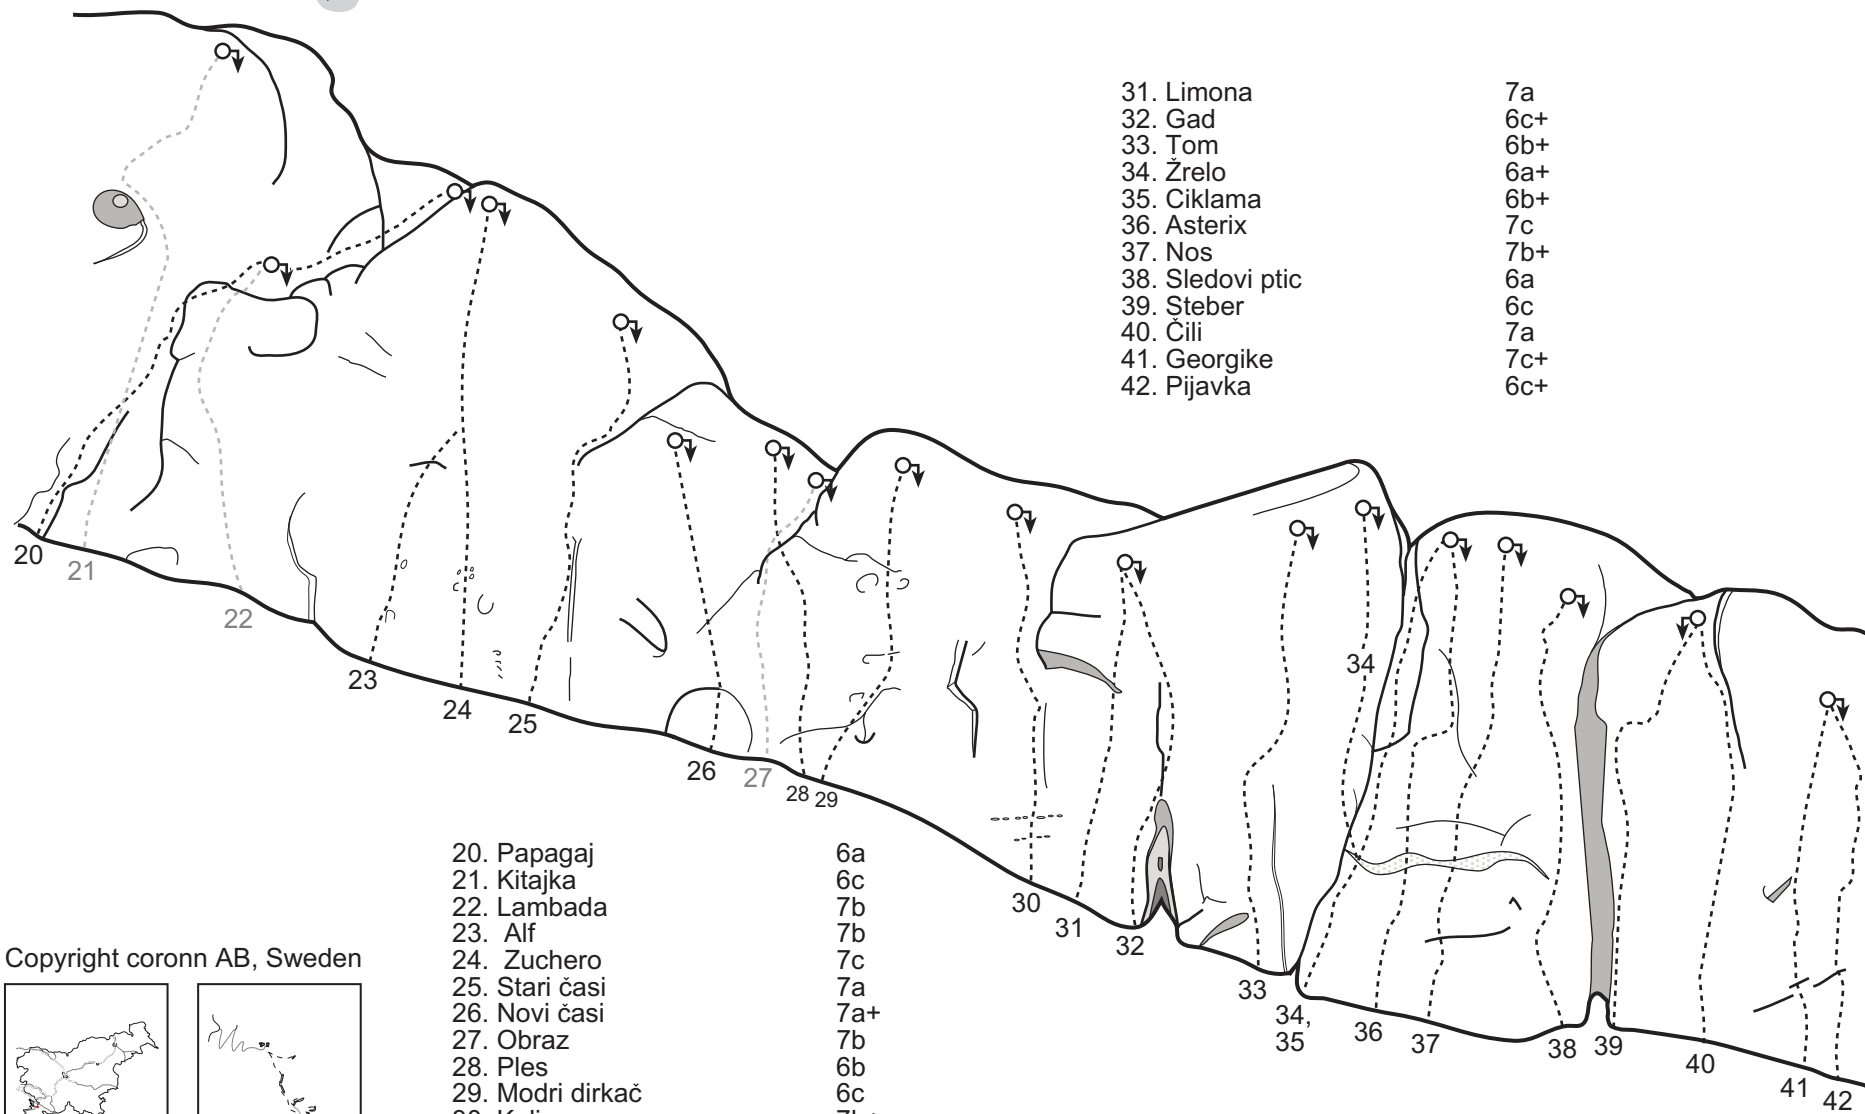 31. Limona 7a
32. Gad 6c+
33. Tom 6b+
34. Žrelo 6a+
35. Ciklama 6b+
36. Asterix 7c
37. Nos 7b+
38. Sledovi ptic 6a
39. Steber 6c
40. Čili 7a
41. Georgike 7c+
42. Pijavka 6c+
20
21
22
23
24
25
26
27
28
29
30
31
32
33
34
34,
35
36
37
38
39
40
41
42
20. Papagaj 6a
21. Kitajka 6c
22. Lambada 7b
23. Alf 7b
24. Zuchero 7c
25. Stari časi 7a
26. Novi časi 7a+
27. Obraz 7b
28. Ples 6b
29. Modri dirkač 6c
Copyright coronn AB, Sweden